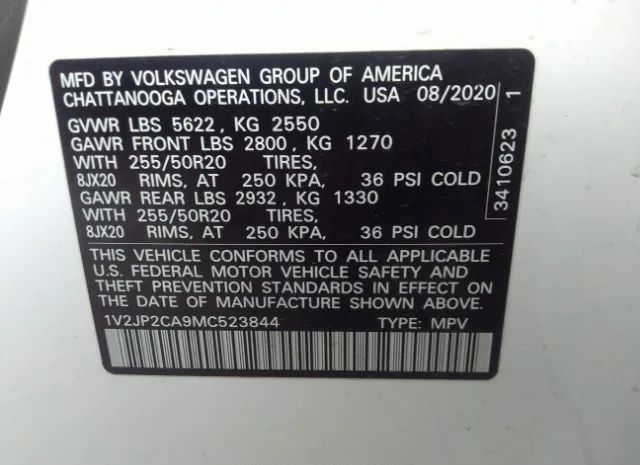 MFD BY VOLKSWAGEN GROUP OF AMERICA
CHATTANOOGA OPERATIONS, LLC. USA 08/2020
GVWR LBS 5622 , KG 2550
GAWR FRONT LBS 2800 , KG 1270
WITH 255/50R20 TIRES,
8JX20 RIMS, AT 250 KPA, 36 PSI COLD
GAWR REAR LBS 2932 , KG 1330
WITH 255/50R20 TIRES,
8JX20 RIMS, AT 250 KPA, 36 PSI COLD
THIS VEHICLE CONFORMS TO ALL APPLICABLE
U.S. FEDERAL MOTOR VEHICLE SAFETY AND
THEFT PREVENTION STANDARDS IN EFFECT ON
THE DATE OF MANUFACTURE SHOWN ABOVE.
1V2JP2CA9MC523844 TYPE: MPV
3410623 1